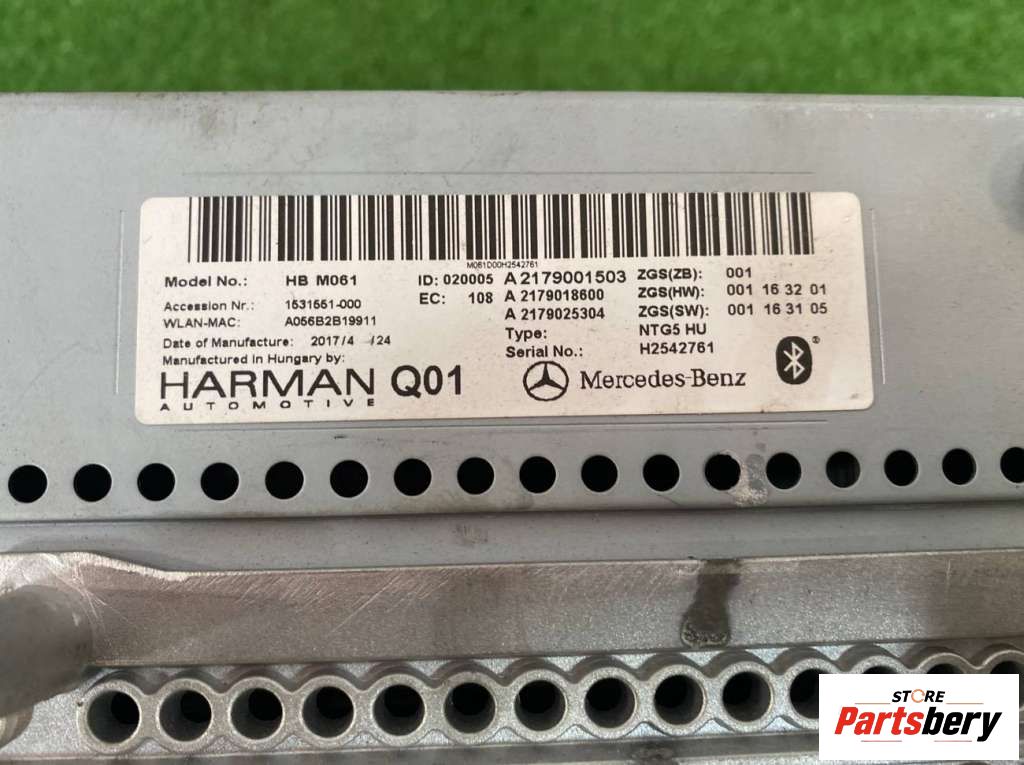 M061D00H2542761
Model No.: HB M061 ID: 020005 A 2179001503 ZGS(ZB): 001
Accession Nr.: 1531551-000 EC: 108 A 2179018600 ZGS(HW): 001 16 32 01
WLAN-MAC: A056B2B19911 A 2179025304 ZGS(SW): 001 16 31 05
Date of Manufacture: 2017/4 /24 Type: NTG5 HU
Manufactured in Hungary by: Serial No.: H2542761
HARMAN Q01 Mercedes-Benz
AUTOMOTIVE
STORE
Partsbery